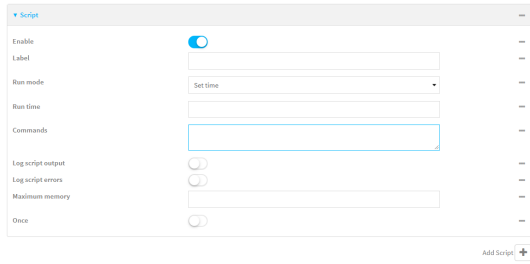 Script
Enable
Label
Run mode
Set time
Run time
Commands
Log script output
Log script errors
Maximum memory
Once
Add Script